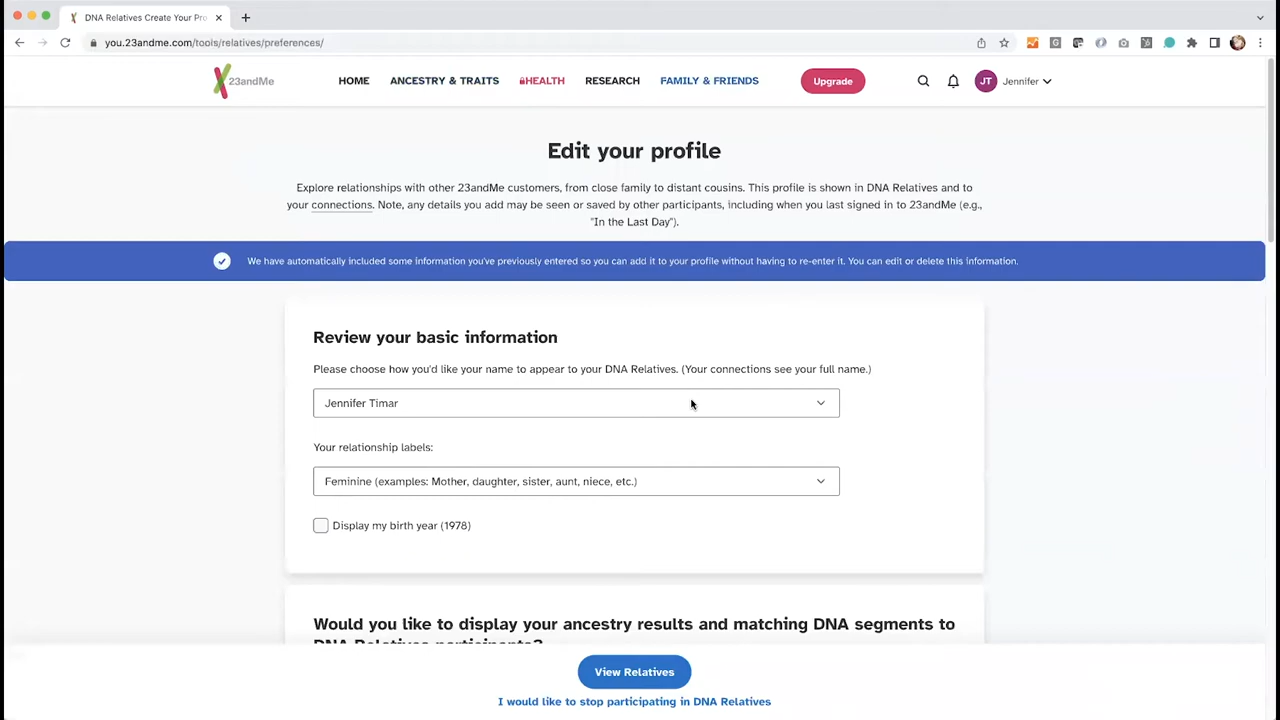 DNA Relatives Create Your Pro
you.23andme.com/tools/relatives/preferences/
23andMe
HOME
ANCESTRY & TRAITS
HEALTH
RESEARCH
FAMILY & FRIENDS
Upgrade
JT
Jennifer
Edit your profile
Explore relationships with other 23andMe customers, from close family to distant cousins. This profile is shown in DNA Relatives and to
your connections. Note, any details you add may be seen or saved by other participants, including when you last signed in to 23andMe (e.g.,
"In the Last Day").
We have automatically included some information you've previously entered so you can add it to your profile without having to re-enter it. You can edit or delete this information.
Review your basic information
Please choose how you'd like your name to appear to your DNA Relatives. (Your connections see your full name.)
Jennifer Timar
Your relationship labels:
Feminine (examples: Mother, daughter, sister, aunt, niece, etc.)
Display my birth year (1978)
Would you like to display your ancestry results and matching DNA segments to
DNA Relatives participants?
View Relatives
I would like to stop participating in DNA Relatives